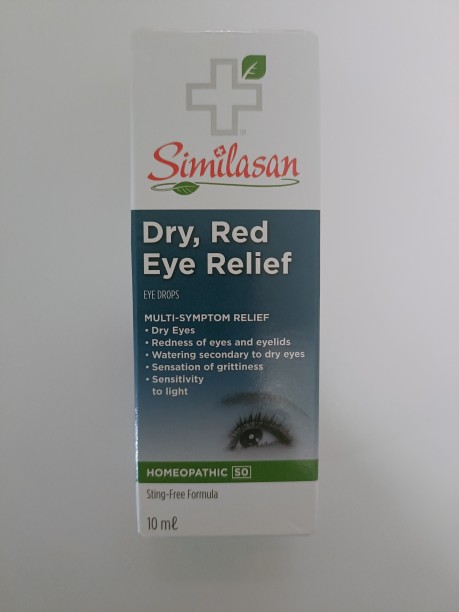 Similasan
Dry, Red
Eye Relief
EYE DROPS
MULTI-SYMPTOM RELIEF
• Dry Eyes
• Redness of eyes and eyelids
• Watering secondary to dry eyes
• Sensation of grittiness
• Sensitivity
to light
HOMEOPATHIC SO
Sting-Free Formula
10 mℓ